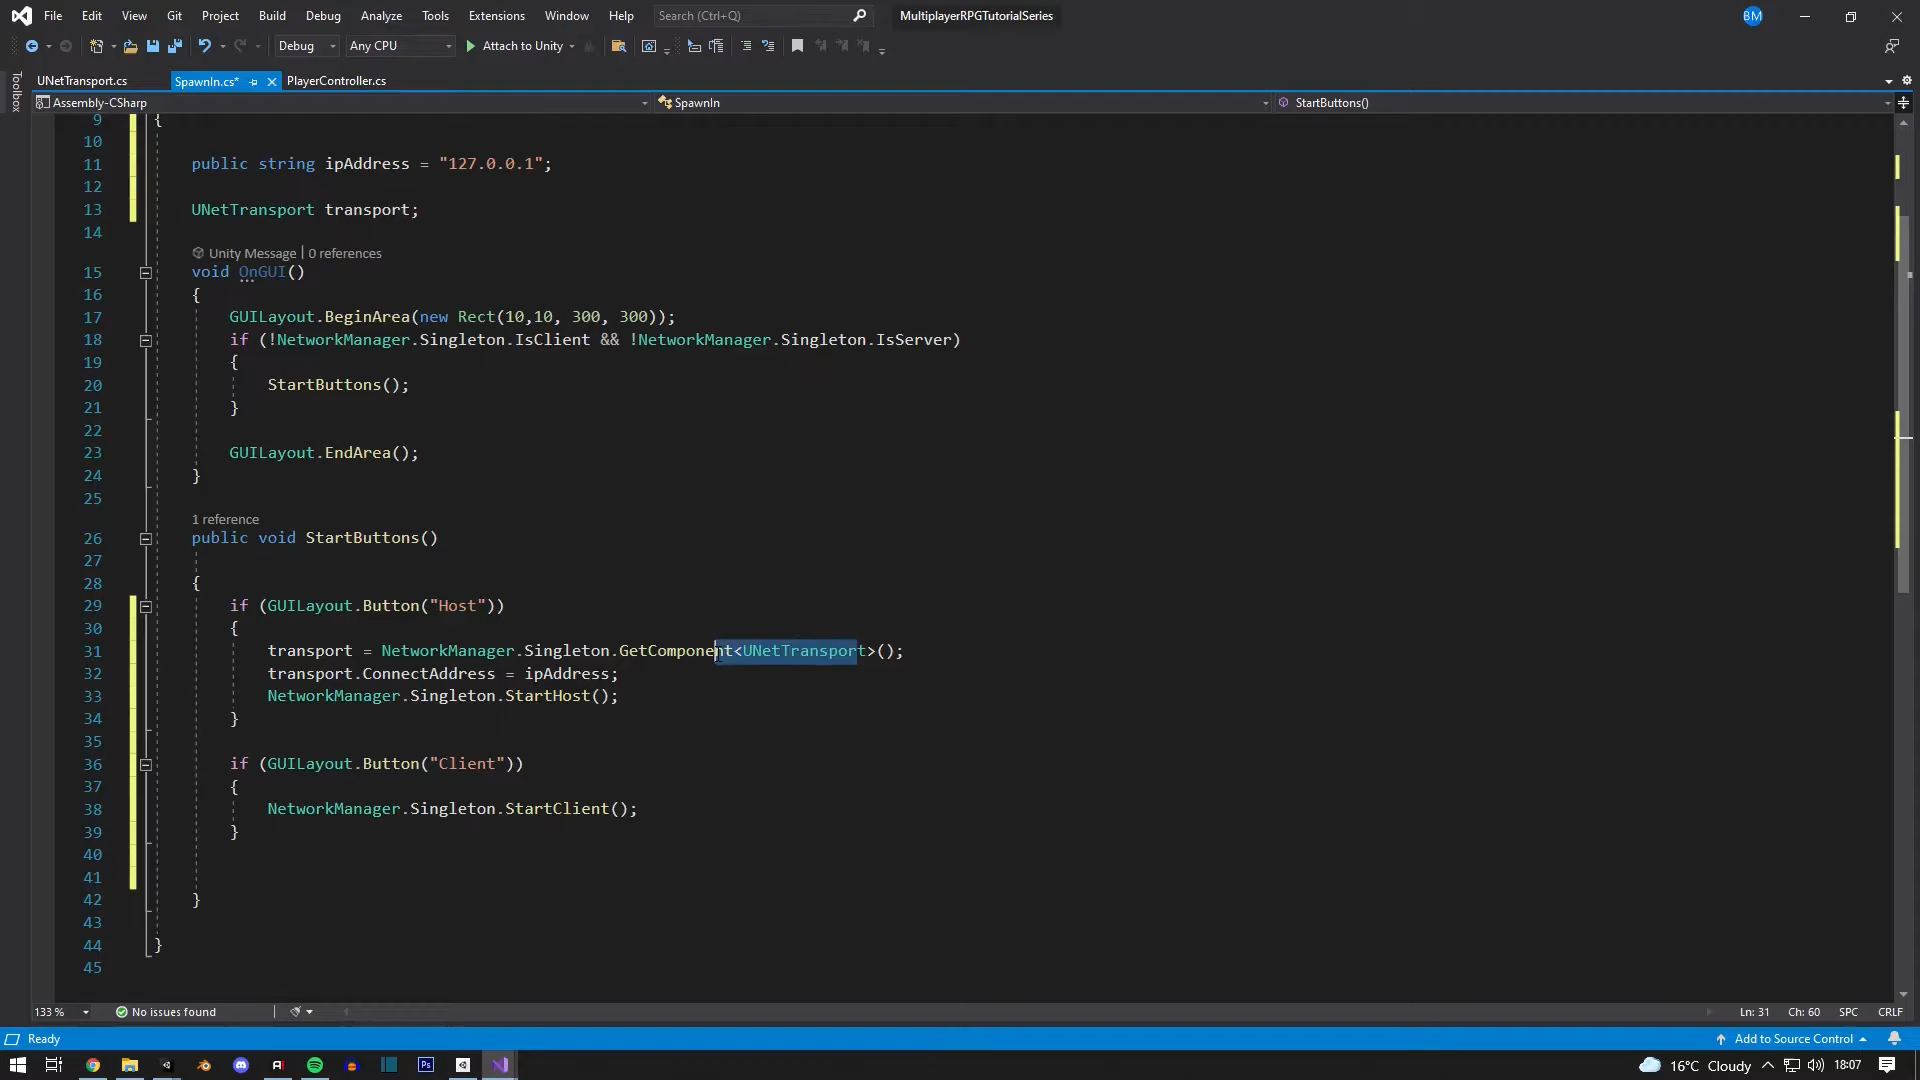 File Edit View Git Project Build Debug Analyze Tools Extensions Window Help Search (Ctrl+Q) MultiplayerRPGTutorialSeries BM
Debug Any CPU Attach to Unity
Toolbox
UNetTransport.cs SpawnIn.cs* PlayerController.cs
Assembly-CSharp SpawnIn StartButtons()
9 {
10
11 public string ipAddress = "127.0.0.1";
12
13 UNetTransport transport;
14
Unity Message | 0 references
15 void OnGUI()
16 {
17 GUILayout.BeginArea(new Rect(10,10, 300, 300));
18 if (!NetworkManager.Singleton.IsClient && !NetworkManager.Singleton.IsServer)
19 {
20 StartButtons();
21 }
22
23 GUILayout.EndArea();
24 }
25
1 reference
26 public void StartButtons()
27
28 {
29 if (GUILayout.Button("Host"))
30 {
31 transport = NetworkManager.Singleton.GetComponent<UNetTransport>();
32 transport.ConnectAddress = ipAddress;
33 NetworkManager.Singleton.StartHost();
34 }
35
36 if (GUILayout.Button("Client"))
37 {
38 NetworkManager.Singleton.StartClient();
39 }
40
41
42 }
43
44 }
45
133 % No issues found Ln: 31 Ch: 60 SPC CRLF
Ready Add to Source Control
Ps 16°C Cloudy 18:07